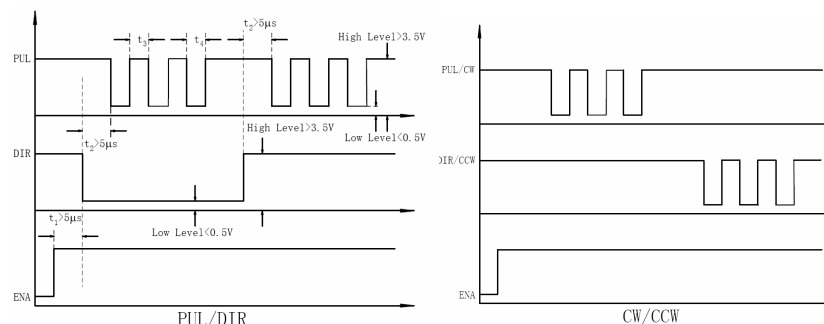 t₂>5μs
t₃
t₄
High Level>3.5V
PUL
Low Level<0.5V
t₂>5μs
High Level>3.5V
DIR
t₁>5μs
Low Level<0.5V
ENA
PUL/DIR
PUL/CW
DIR/CCW
ENA
CW/CCW